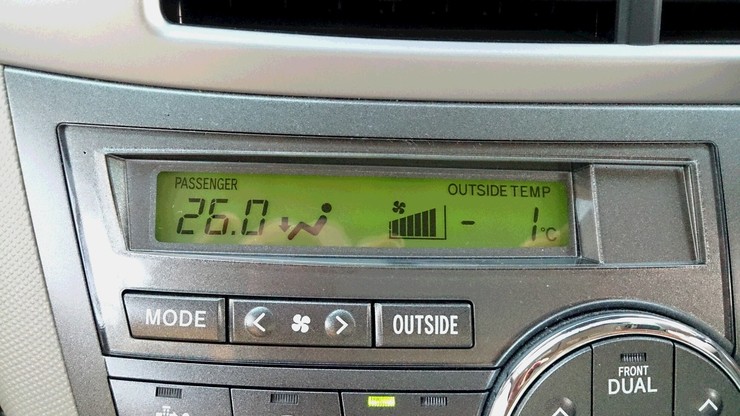 PASSENGER
OUTSIDE TEMP
26.0
- 1°C
MODE
OUTSIDE
FRONT
DUAL